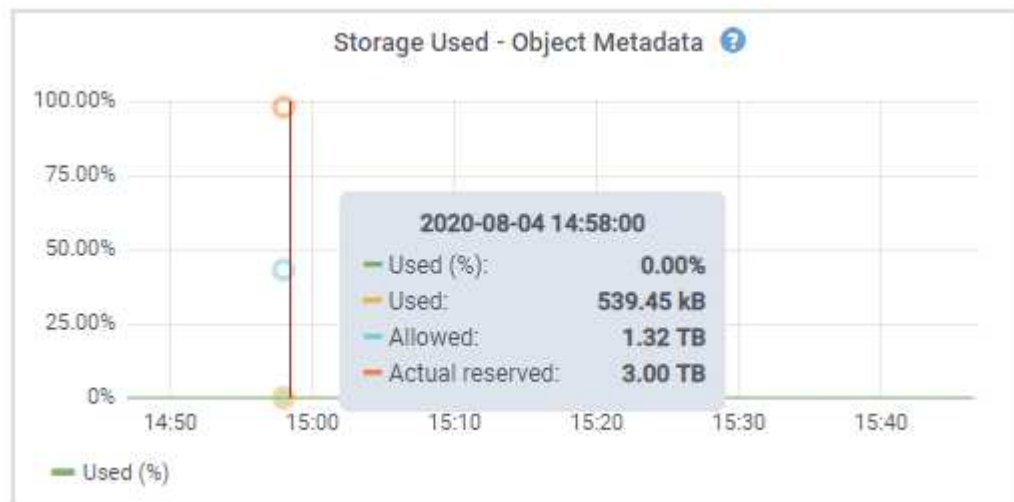 Storage Used - Object Metadata ?
100.00%
75.00%
50.00%
25.00%
0%
2020-08-04 14:58:00
Used (%): 0.00%
Used: 539.45 kB
Allowed: 1.32 TB
Actual reserved: 3.00 TB
14:50 15:00 15:10 15:20 15:30 15:40
Used (%)